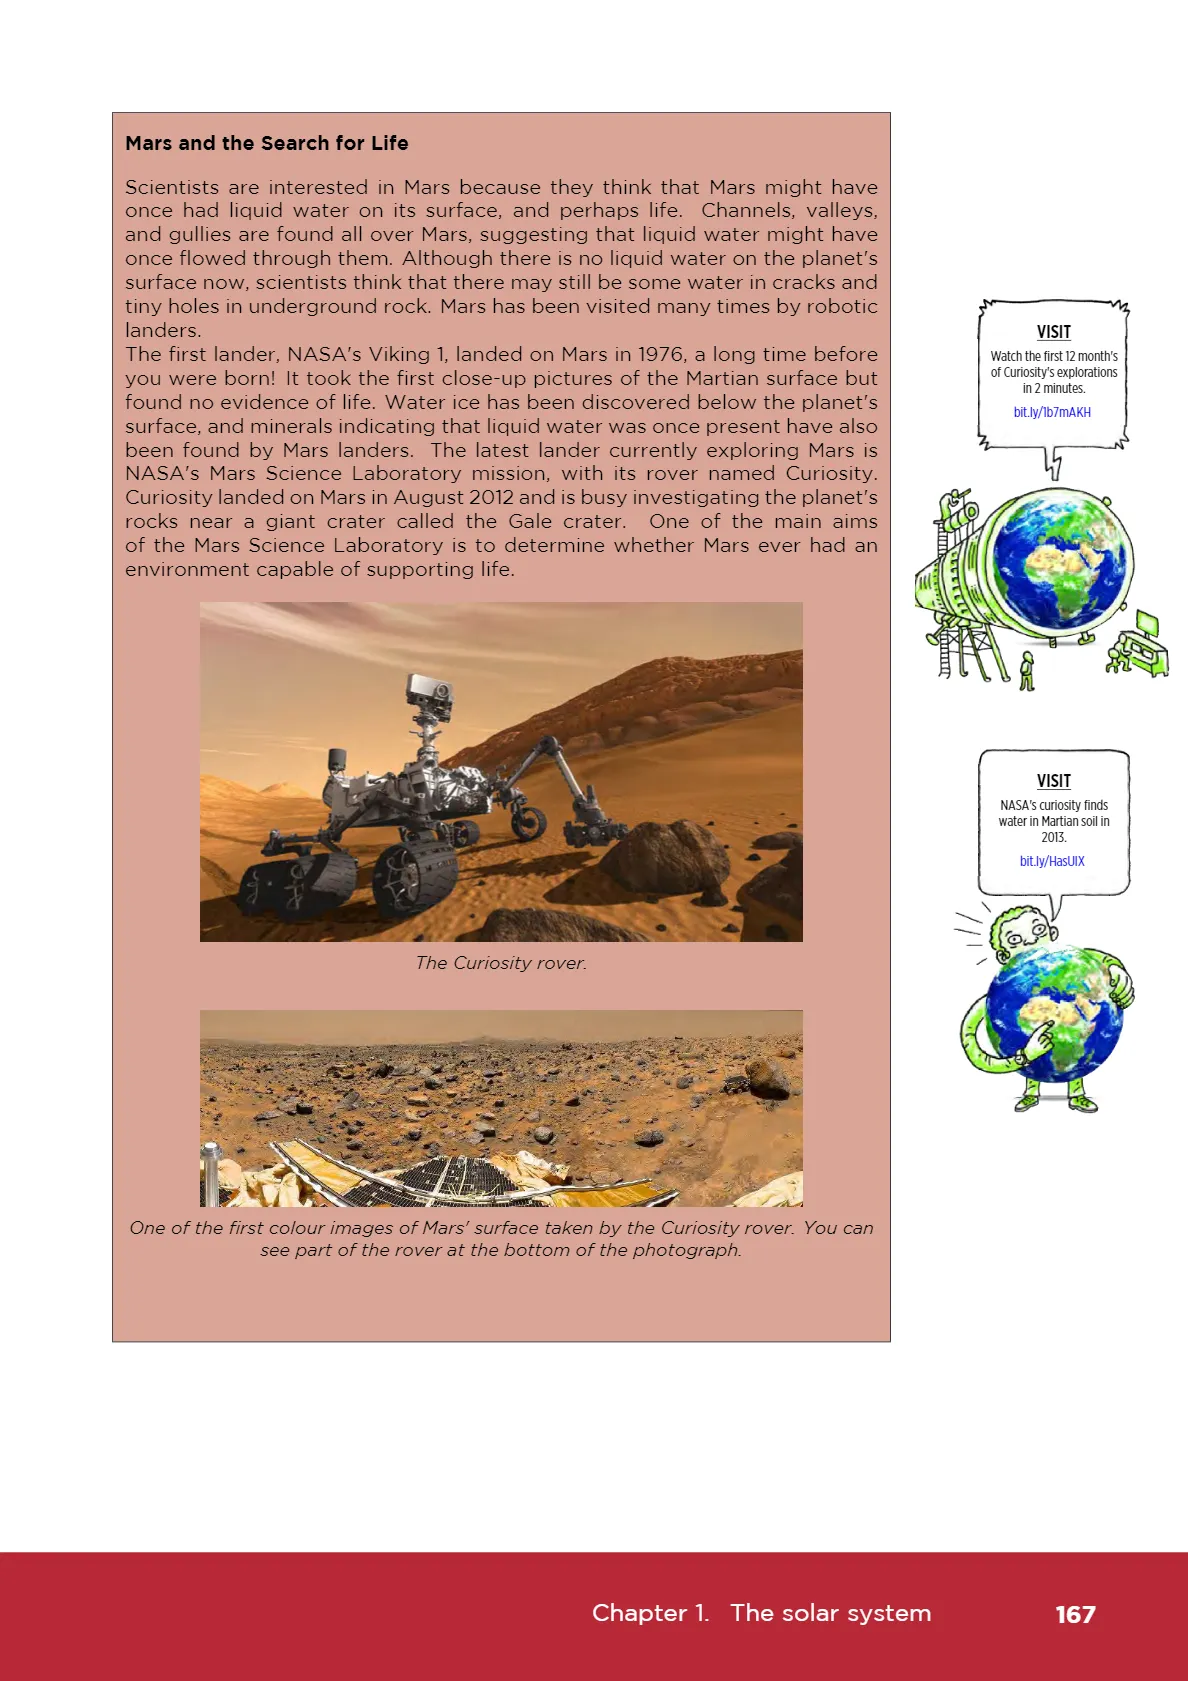 Mars and the Search for Life
Scientists are interested in Mars because they think that Mars might have
once had liquid water on its surface, and perhaps life. Channels, valleys,
and gullies are found all over Mars, suggesting that liquid water might have
once flowed through them. Although there is no liquid water on the planet's
surface now, scientists think that there may still be some water in cracks and
tiny holes in underground rock. Mars has been visited many times by robotic
landers.
The first lander, NASA's Viking 1, landed on Mars in 1976, a long time before
you were born! It took the first close-up pictures of the Martian surface but
found no evidence of life. Water ice has been discovered below the planet's
surface, and minerals indicating that liquid water was once present have also
been found by Mars landers. The latest lander currently exploring Mars is
NASA's Mars Science Laboratory mission, with its rover named Curiosity.
Curiosity landed on Mars in August 2012 and is busy investigating the planet's
rocks near a giant crater called the Gale crater. One of the main aims
of the Mars Science Laboratory is to determine whether Mars ever had an
environment capable of supporting life.
The Curiosity rover.
One of the first colour images of Mars' surface taken by the Curiosity rover. You can
see part of the rover at the bottom of the photograph.
VISIT
Watch the first 12 month's
of Curiosity's explorations
in 2 minutes.
bit.ly/1b7mAKH
VISIT
NASA's curiosity finds
water in Martian soil in
2013.
bit.ly/HasUIX
Chapter 1. The solar system
167